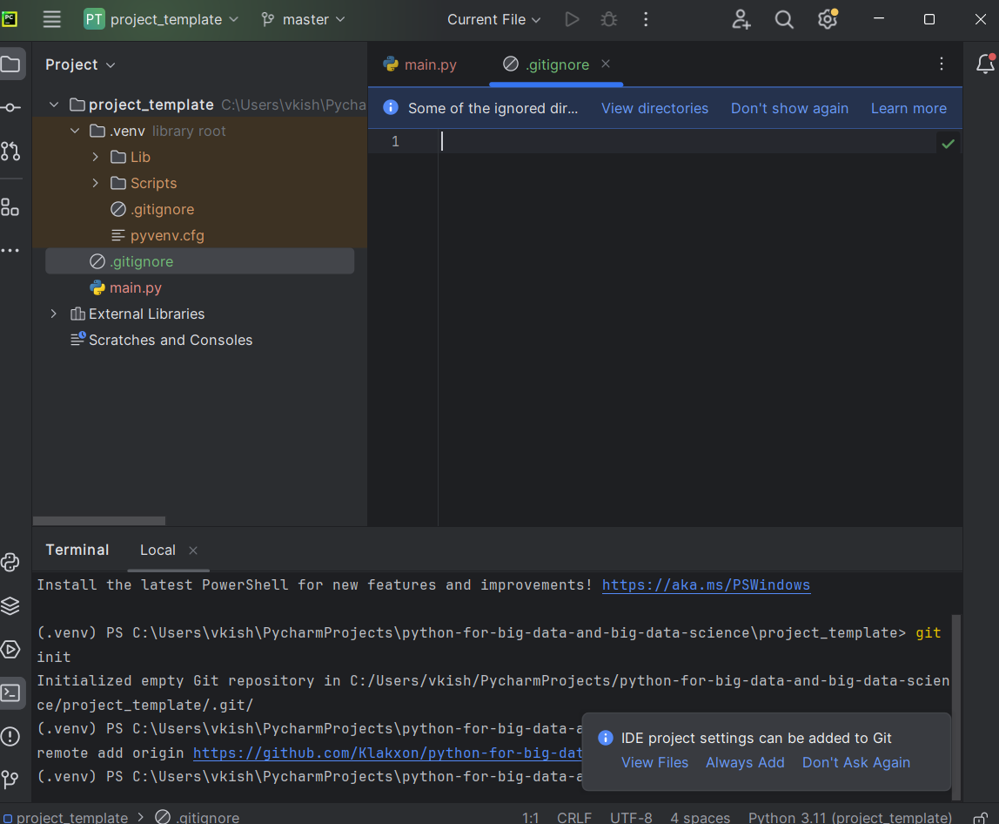 PC
PT project_template master Current File
Project
main.py
.gitignore
project_template C:\Users\vkish\Pycha
Some of the ignored dir... View directories Don't show again Learn more
.venv library root
1
Lib
Scripts
.gitignore
pyvenv.cfg
.gitignore
main.py
External Libraries
Scratches and Consoles
Terminal Local
Install the latest PowerShell for new features and improvements! https://aka.ms/PSWindows
(.venv) PS C:\Users\vkish\PycharmProjects\python-for-big-data-and-big-data-science\project_template> git
init
Initialized empty Git repository in C:/Users/vkish/PycharmProjects/python-for-big-data-and-big-data-scien
ce/project_template/.git/
(.venv) PS C:\Users\vkish\PycharmProjects\python-for-big-data-a
remote add origin https://github.com/Klakxon/python-for-big-dat
(.venv) PS C:\Users\vkish\PycharmProjects\python-for-big-data-a
IDE project settings can be added to Git
View Files Always Add Don't Ask Again
project_template > .gitignore 1:1 CRLF UTF-8 4 spaces Python 3.11 (project_template)